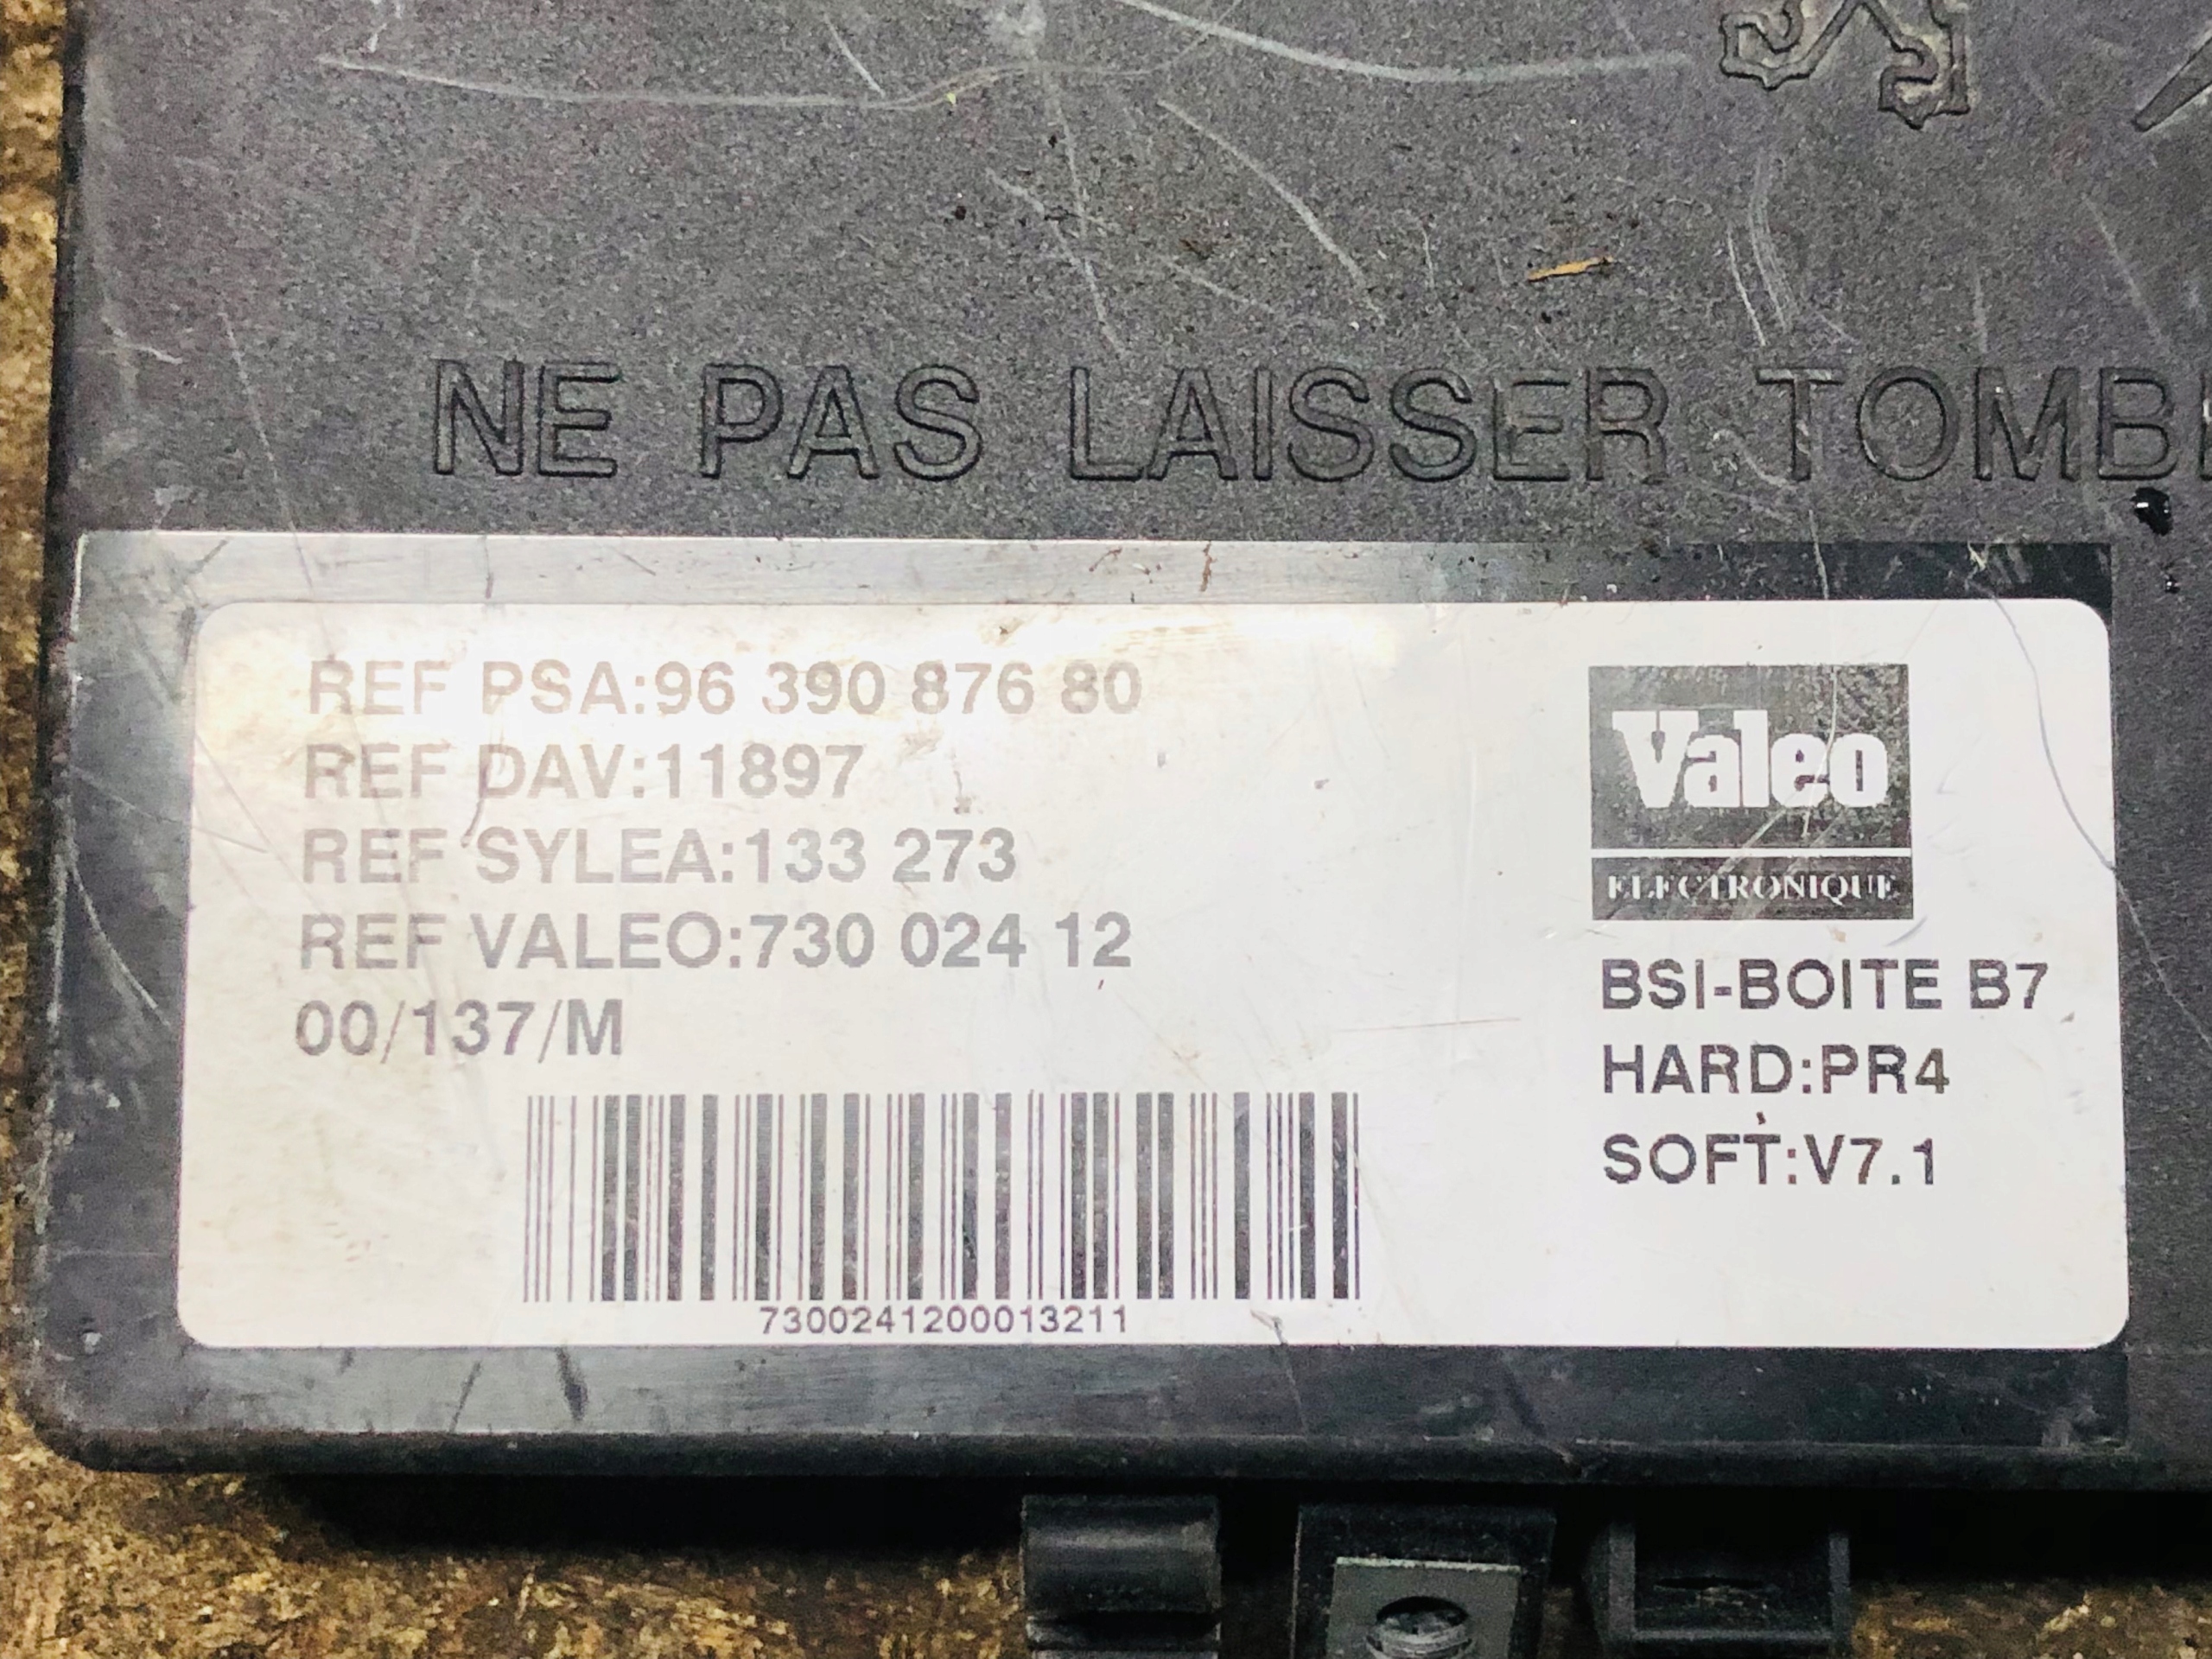 NE PAS LAISSER TOMB
REF PSA:96 390 876 80
REF DAV:11897
REF SYLEA:133 273
REF VALEO:730 024 12
00/137/M
7300241200013211
Valeo
ELECTRONIQUE
BSI-BOITE B7
HARD:PR4
SOFT:V7.1